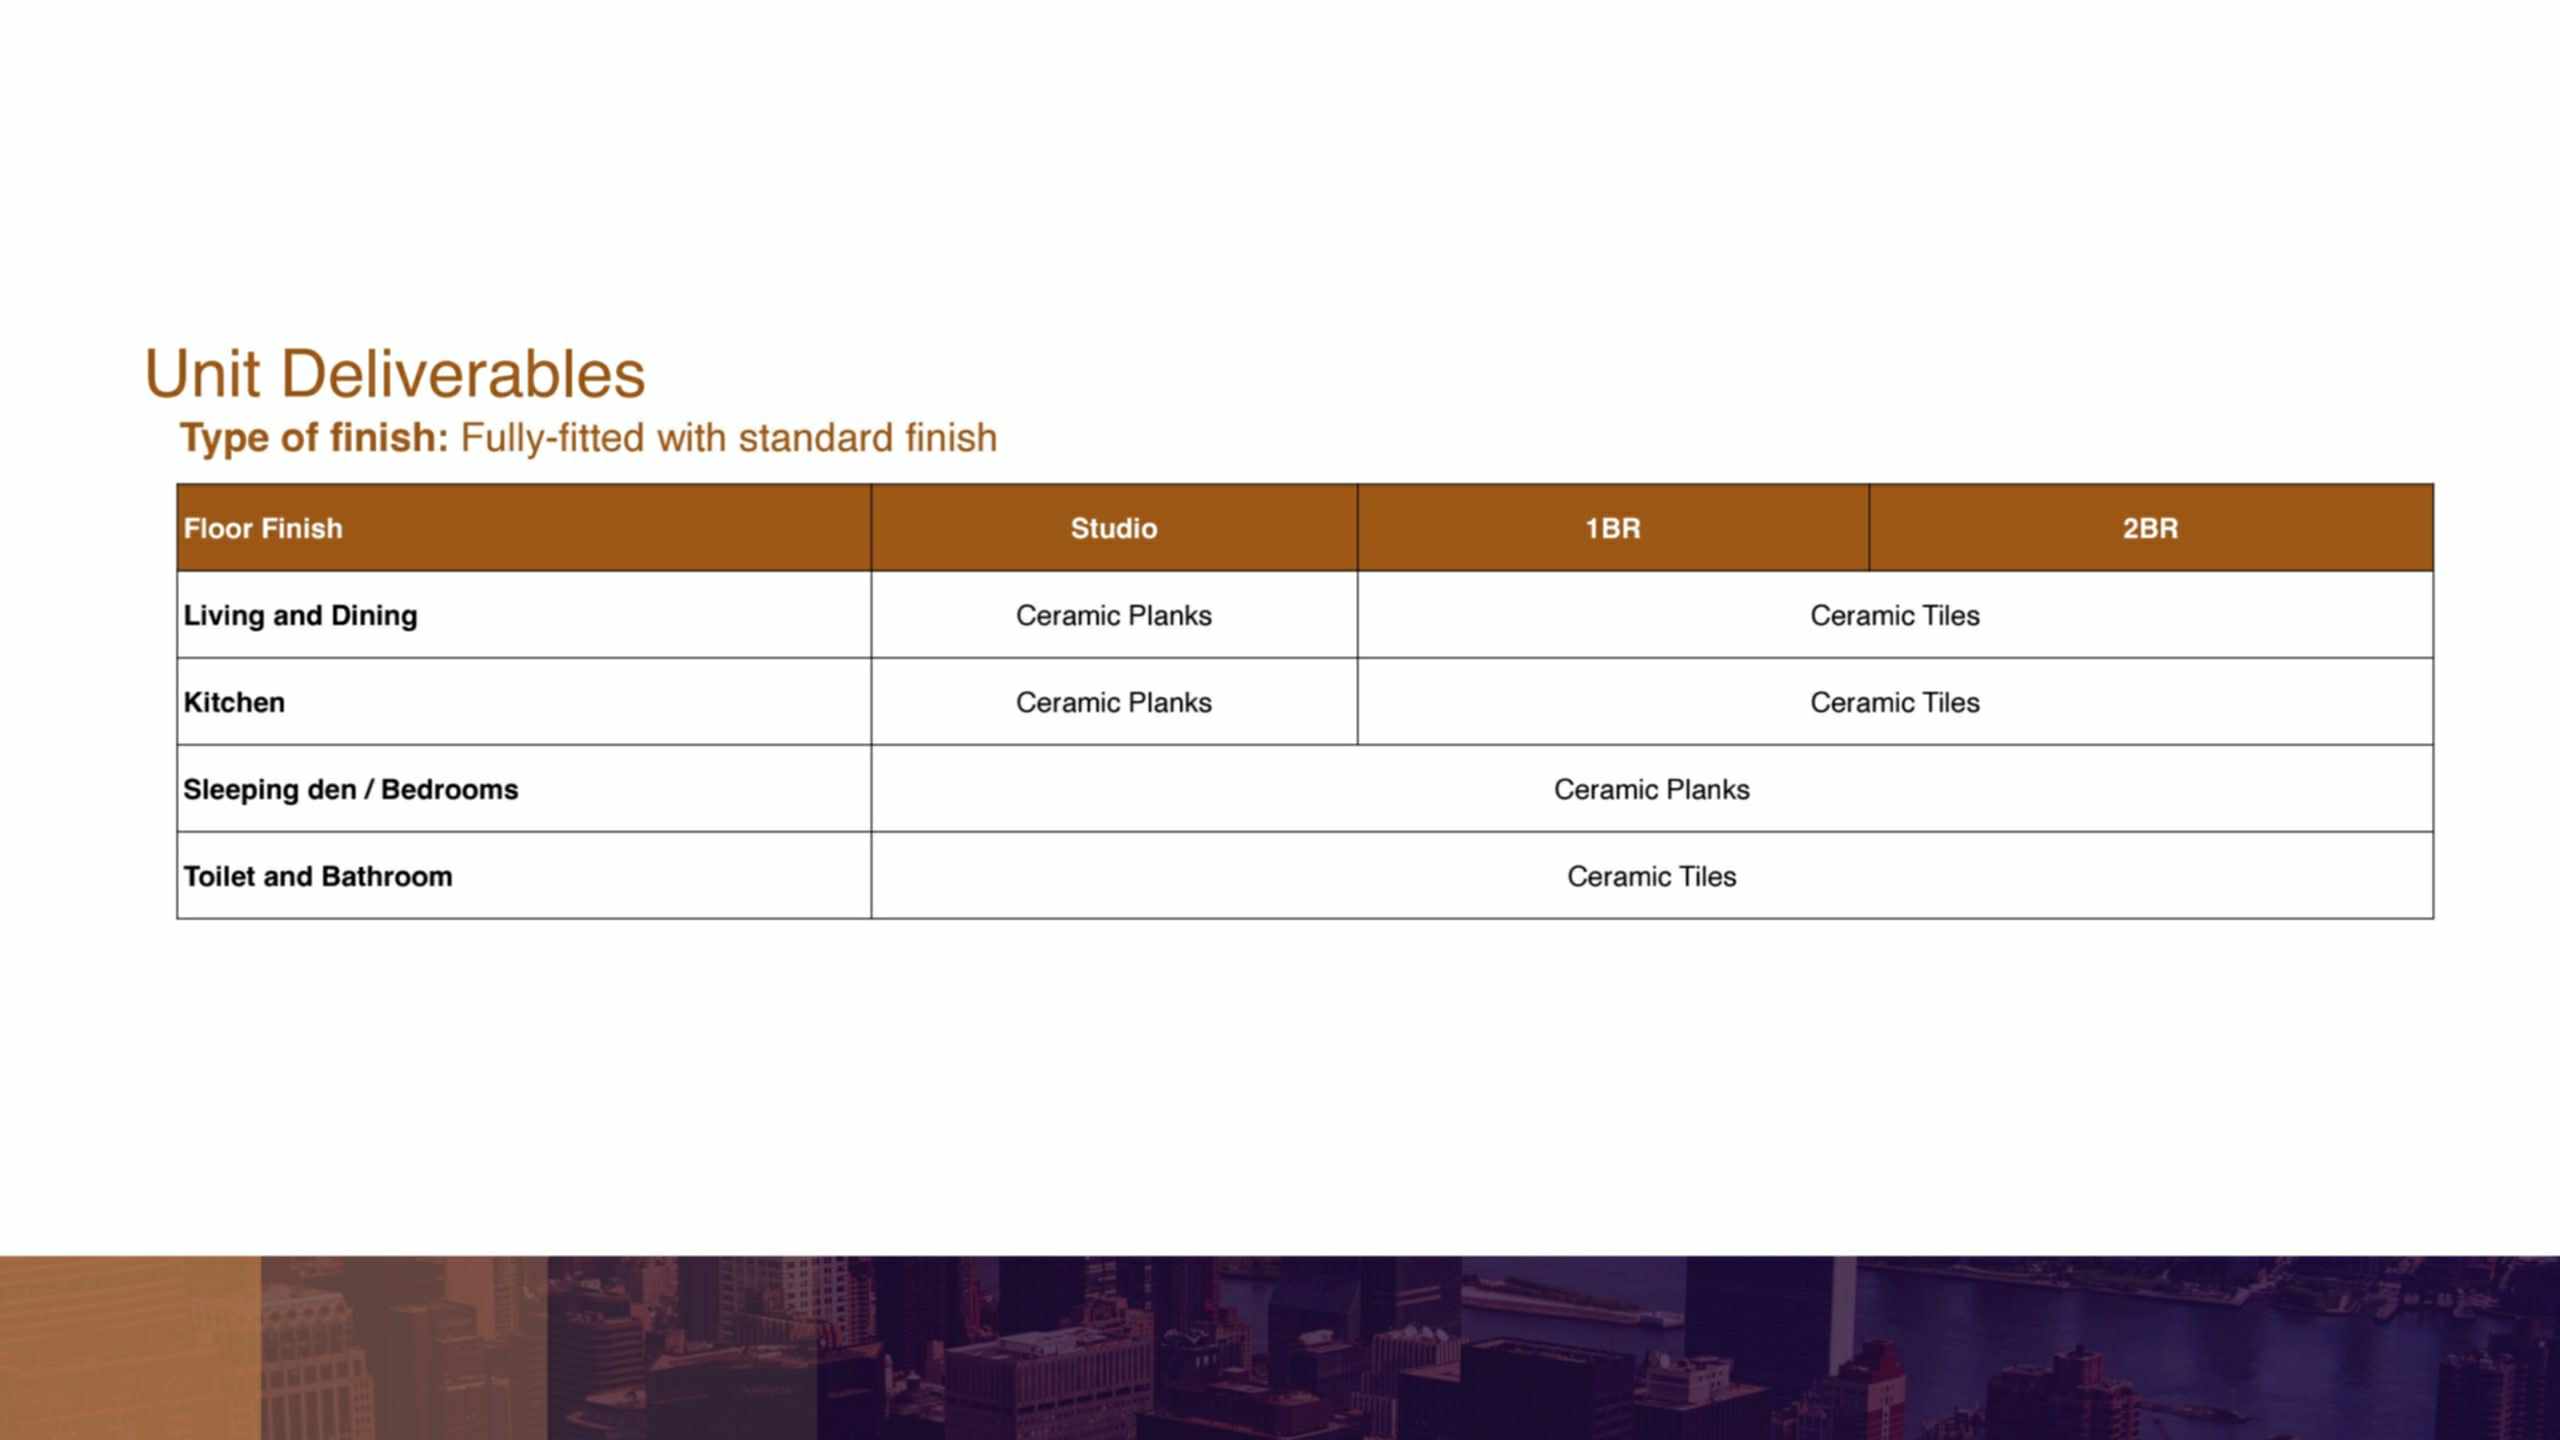 Unit Deliverables
Type of finish: Fully-fitted with standard finish
Floor Finish Studio 1BR 2BR
Living and Dining Ceramic Planks Ceramic Tiles
Kitchen Ceramic Planks Ceramic Tiles
Sleeping den / Bedrooms Ceramic Planks
Toilet and Bathroom Ceramic Tiles